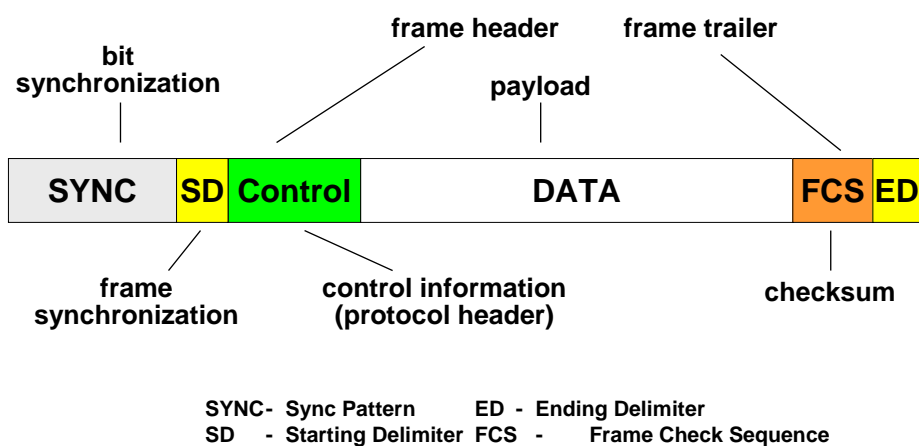 frame header
frame trailer
bit
synchronization
payload
SYNC SD Control DATA FCS ED
frame
synchronization
control information
(protocol header)
checksum
SYNC - Sync Pattern ED - Ending Delimiter
SD - Starting Delimiter FCS - Frame Check Sequence